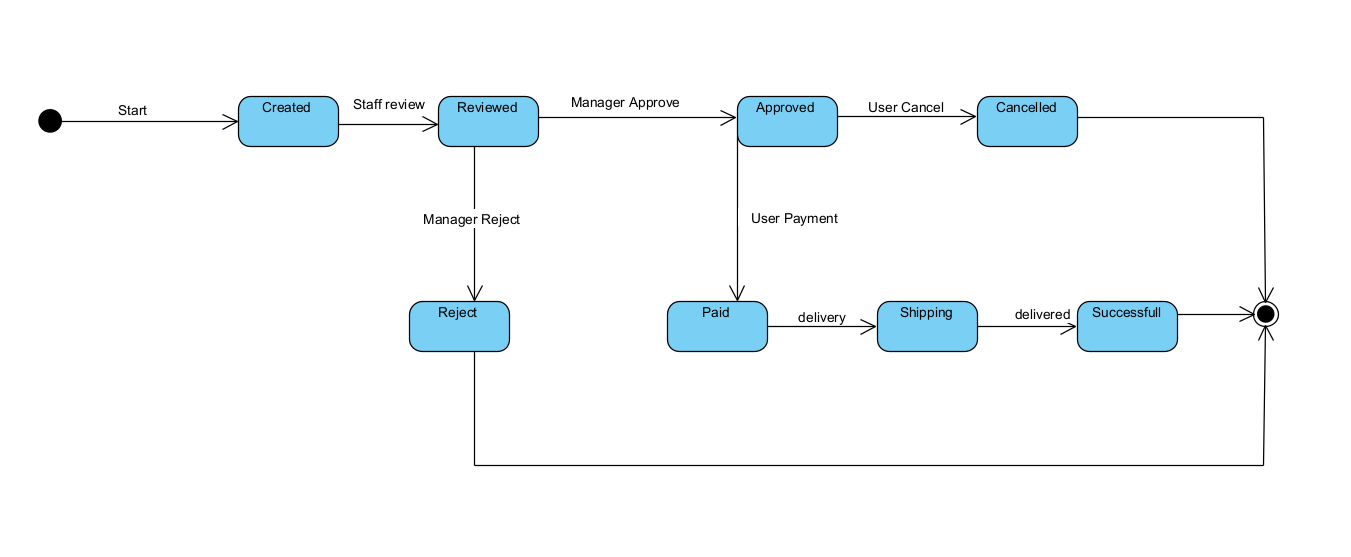 Start
Created
Staff review
Reviewed
Manager Approve
Approved
User Cancel
Cancelled
Manager Reject
User Payment
Reject
Paid
delivery
Shipping
delivered
Successfull